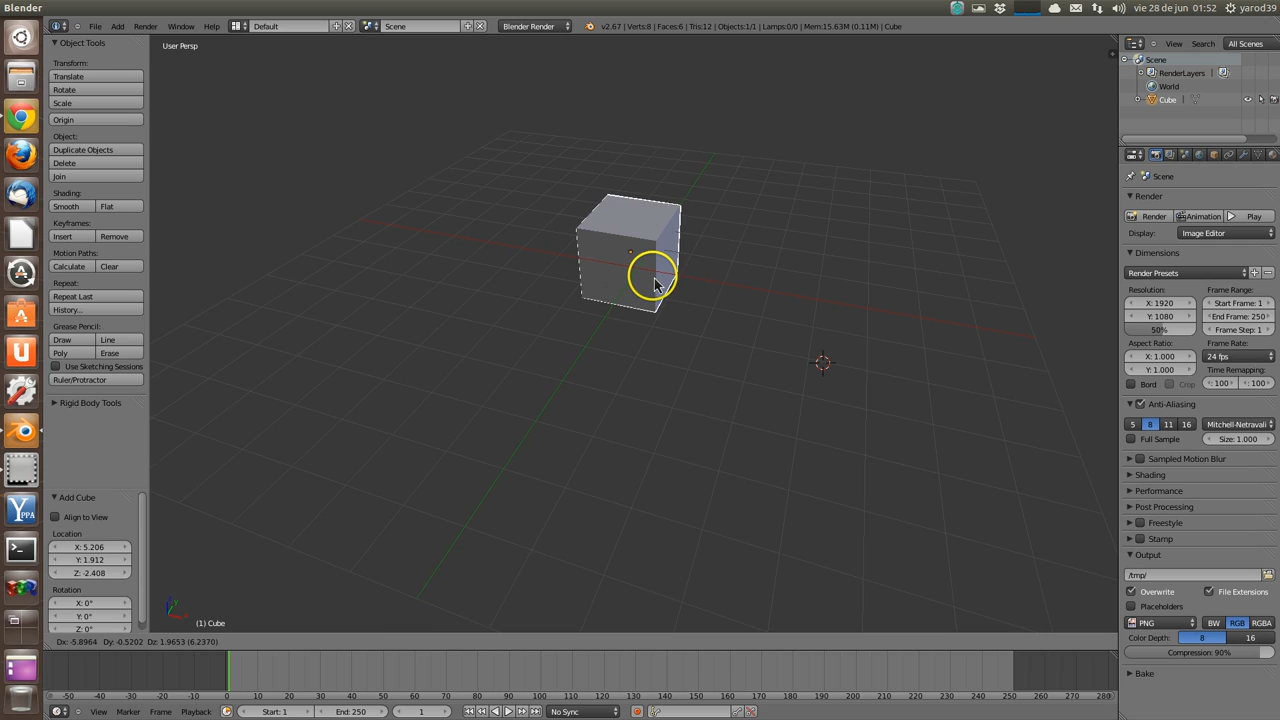 Blender
vie 28 de jun 01:52
yarod39
File Add Render Window Help
Default
Scene
Blender Render
v2.67 | Verts:8 | Faces:6 | Tris:12 | Objects:1/1 | Lamps:0/0 | Mem:15.63M (0.11M) | Cube
Object Tools
Transform:
Translate
Rotate
Scale
Origin
Object:
Duplicate Objects
Delete
Join
Shading:
Smooth Flat
Keyframes:
Insert Remove
Motion Paths:
Calculate Clear
Repeat:
Repeat Last
History...
Grease Pencil:
Draw Line
Poly Erase
Use Sketching Sessions
Ruler/Protractor
Rigid Body Tools
Add Cube
Align to View
Location
X: 5.206
Y: 1.912
Z: -2.408
Rotation
X: 0°
Y: 0°
Z: 0°
User Persp
(1) Cube
Dx: -5.8964 Dy: -0.5202 Dz: 1.9653 (6.2370)
View Search All Scenes
Scene
RenderLayers
World
Cube
Scene
Render
Render Animation Play
Display: Image Editor
Dimensions
Render Presets
Resolution: Frame Range:
X: 1920 Start Frame: 1
Y: 1080 End Frame: 250
50% Frame Step: 1
Aspect Ratio: Frame Rate:
X: 1.000 24 fps
Y: 1.000 Time Remapping:
Bord Crop : 100 : 100
Anti-Aliasing
5 8 11 16 Mitchell-Netravali
Full Sample Size: 1.000
Sampled Motion Blur
Shading
Performance
Post Processing
Freestyle
Stamp
Output
/tmp/
Overwrite File Extensions
Placeholders
PNG BW RGB RGBA
Color Depth: 8 16
Compression: 90%
Bake
-50 -40 -30 -20 -10 0 10 20 30 40 50 60 70 80 90 100 110 120 130 140 150 160 170 180 190 200 210 220 230 240 250 260 270 280
View Marker Frame Playback Start: 1 End: 250 1 No Sync